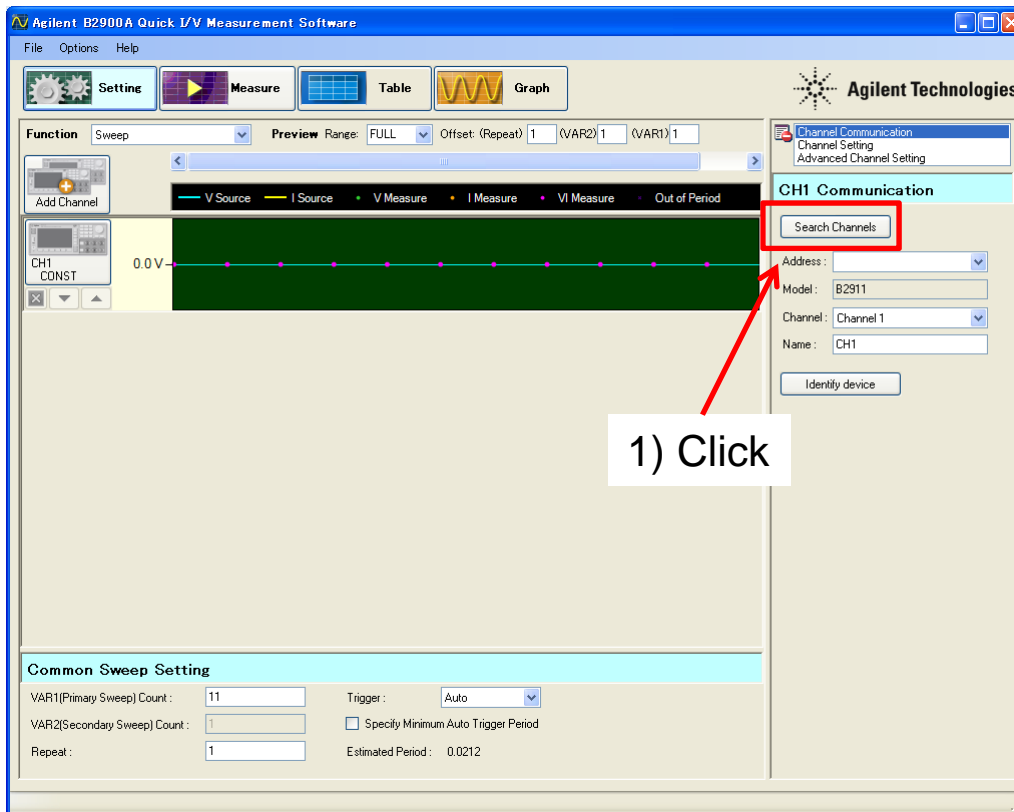 Agilent B2900A Quick I/V Measurement Software
File Options Help
Setting Measure Table Graph
Agilent Technologies
Function Sweep Preview Range: FULL Offset: (Repeat) 1 (VAR2) 1 (VAR1) 1
Channel Communication
Channel Setting
Advanced Channel Setting
Add Channel
V Source I Source V Measure I Measure VI Measure Out of Period
CH1 Communication
Search Channels
CH1
CONST
0.0 V
Address :
Model : B2911
Channel : Channel 1
Name : CH1
Identify device
1) Click
Common Sweep Setting
VAR1(Primary Sweep) Count : 11 Trigger : Auto
VAR2(Secondary Sweep) Count : 1 Specify Minimum Auto Trigger Period
Repeat : 1 Estimated Period : 0.0212